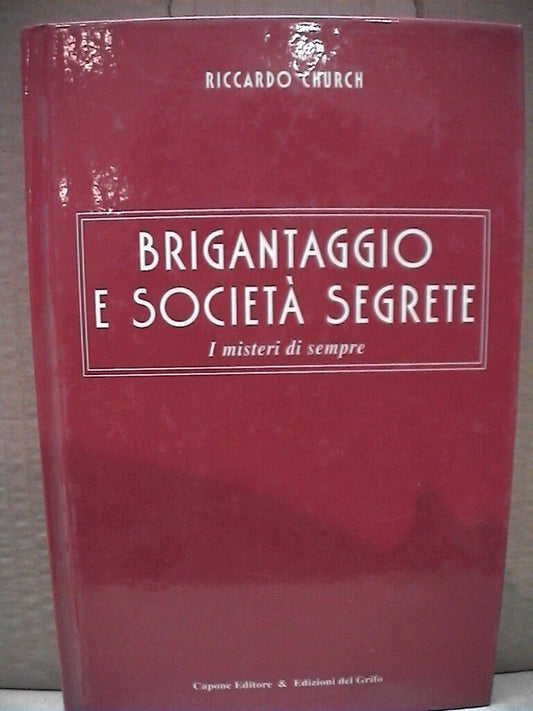 RICCARDO CHURCH
BRIGANTAGGIO
E SOCIETÀ SEGRETE
I misteri di sempre
Capone Editore & Edizioni del Grifo